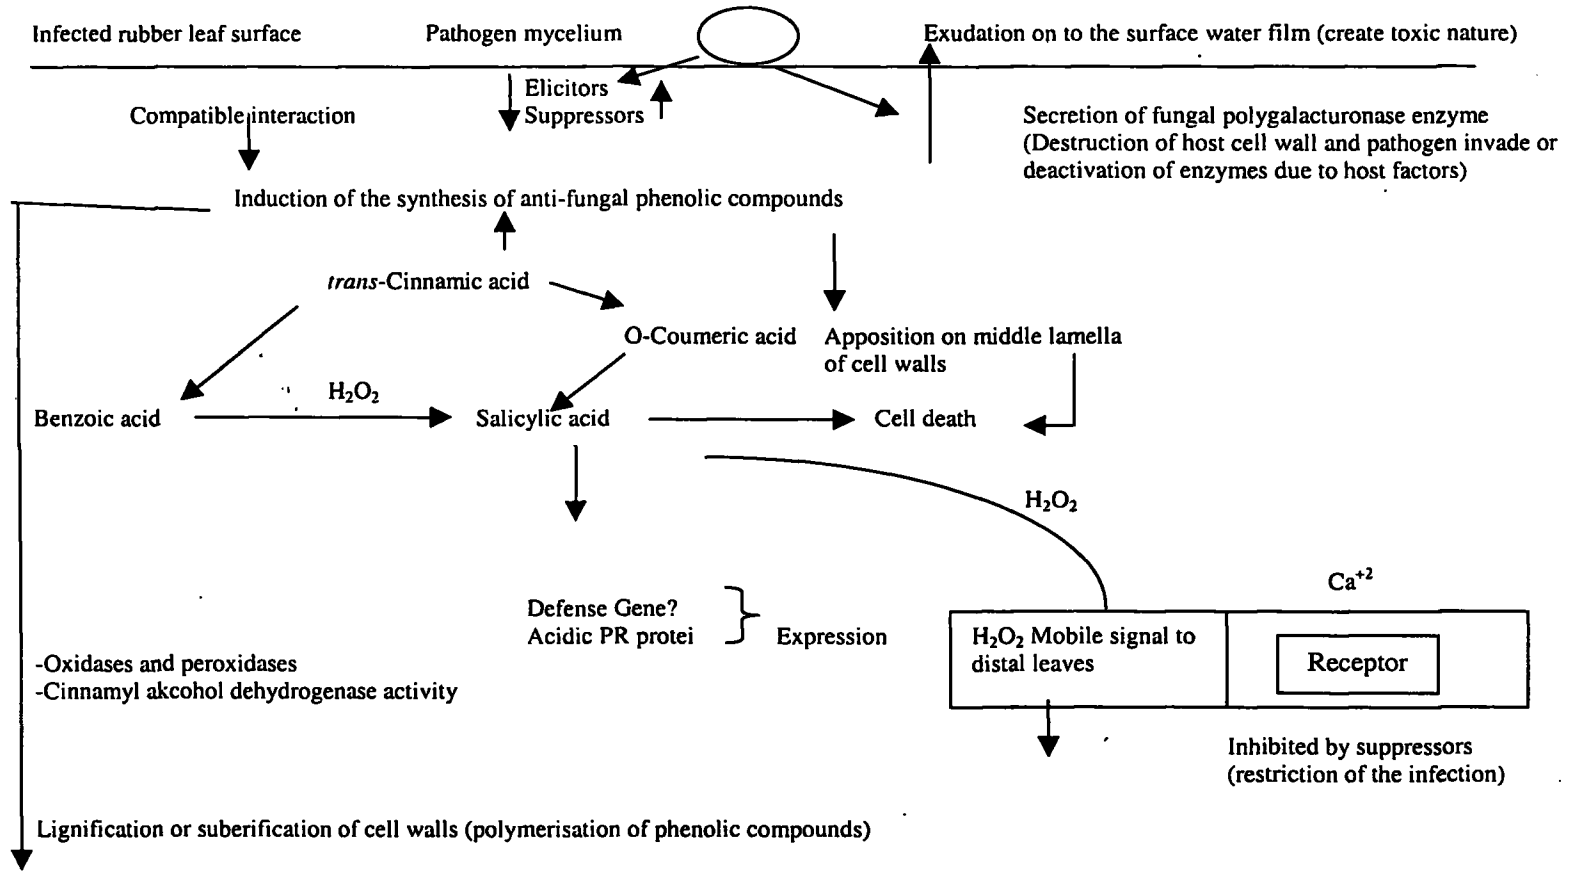 Infected rubber leaf surface
Pathogen mycelium
Exudation on to the surface water film (create toxic nature)
Elicitors
Suppressors
Compatible interaction
Secretion of fungal polygalacturonase enzyme
(Destruction of host cell wall and pathogen invade or
deactivation of enzymes due to host factors)
Induction of the synthesis of anti-fungal phenolic compounds
trans-Cinnamic acid
O-Coumeric acid
Apposition on middle lamella
of cell walls
Benzoic acid
H₂O₂
Salicylic acid
Cell death
H₂O₂
Ca⁺²
Defense Gene?
Acidic PR protei
Expression
H₂O₂ Mobile signal to
distal leaves
Receptor
-Oxidases and peroxidases
-Cinnamyl akcohol dehydrogenase activity
Inhibited by suppressors
(restriction of the infection)
Lignification or suberification of cell walls (polymerisation of phenolic compounds)